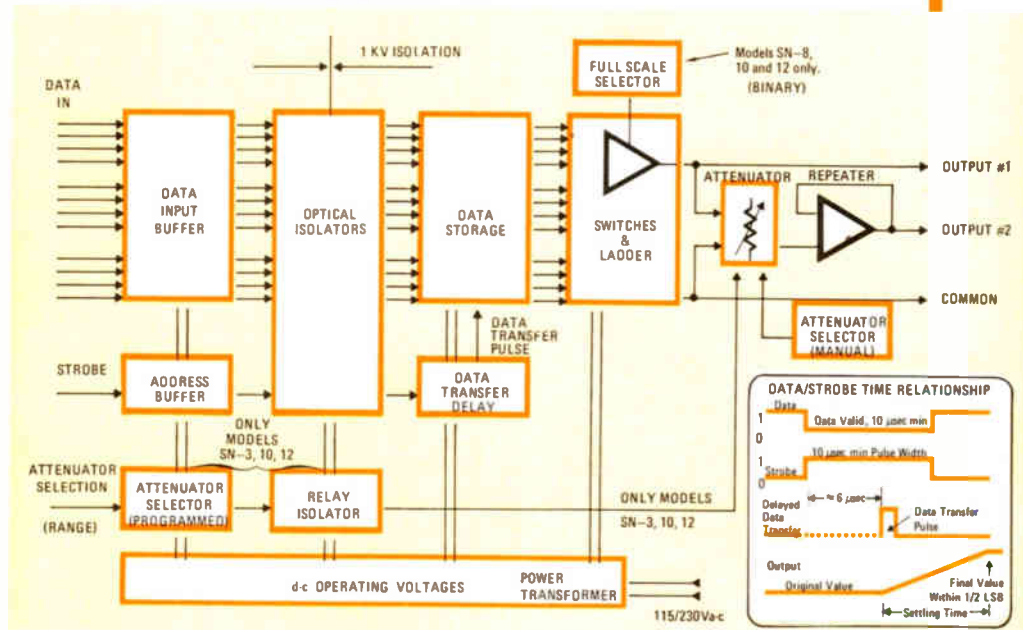 1 KV ISOLATION
FULL SCALE
SELECTOR
Models SN-8,
10 and 12 only.
(BINARY)
DATA
IN
DATA
INPUT
BUFFER
OPTICAL
ISOLATORS
DATA
STORAGE
SWITCHES
&
LADDER
ATTENUATOR
REPEATER
OUTPUT #1
OUTPUT #2
COMMON
ATTENUATOR
SELECTOR
(MANUAL)
DATA
TRANSFER
PULSE
STROBE
ADDRESS
BUFFER
DATA
TRANSFER
DELAY
ONLY
MODELS
SN-3, 10, 12
ATTENUATOR
SELECTION
(RANGE)
ATTENUATOR
SELECTOR
(PROGRAMMED)
RELAY
ISOLATOR
ONLY MODELS
SN-3, 10, 12
d-c OPERATING VOLTAGES
POWER
TRANSFORMER
115/230Va-c
DATA/STROBE TIME RELATIONSHIP
Data
1
0
Data Valid, 10 μsec min
1
0
Strobe
10 μsec min Pulse Width
≈ 6 μsec
Delayed
Data
Transfer
Data Transfer
Pulse
Output
Original Value
Final Value
Within 1/2 LSB
Settling Time